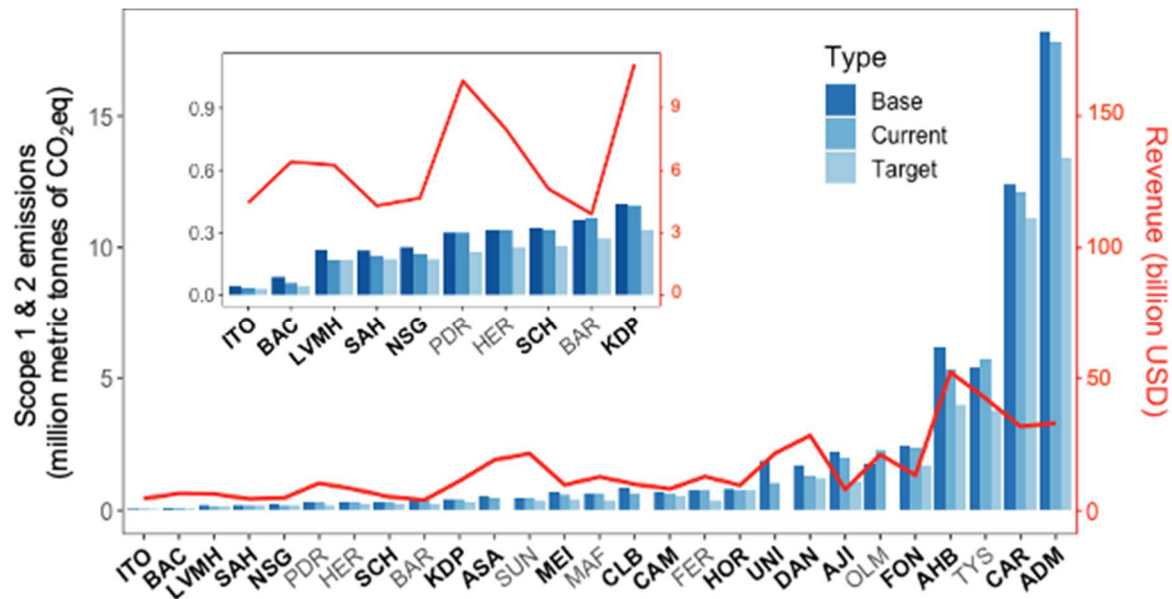 Scope 1 & 2 emissions
(million metric tonnes of CO₂eq)
15
10
5
0
0.9
0.6
0.3
0.0
9
6
3
0
ITO BAC LVMH SAH NSG PDR HER SCH BAR KDP
Type
Base
Current
Target
150
100
50
0
Revenue (billion USD)
ITO BAC LVMH SAH NSG PDR HER SCH BAR KDP ASA SUN MEI MAF CLB CAM FER HOR UNI DAN AJI OLM FON AHB TYS CAR ADM